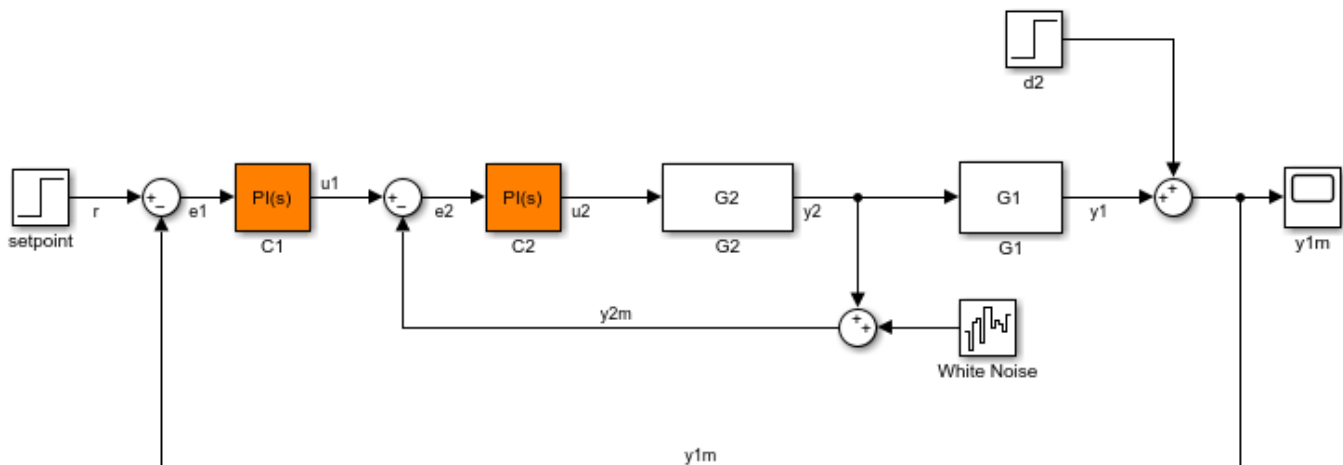 d2
setpoint
r
+
−
e1
PI(s)
C1
u1
+
−
e2
PI(s)
C2
u2
G2
G2
y2
G1
G1
y1
+
+
y1m
y2m
+
+
White Noise
y1m